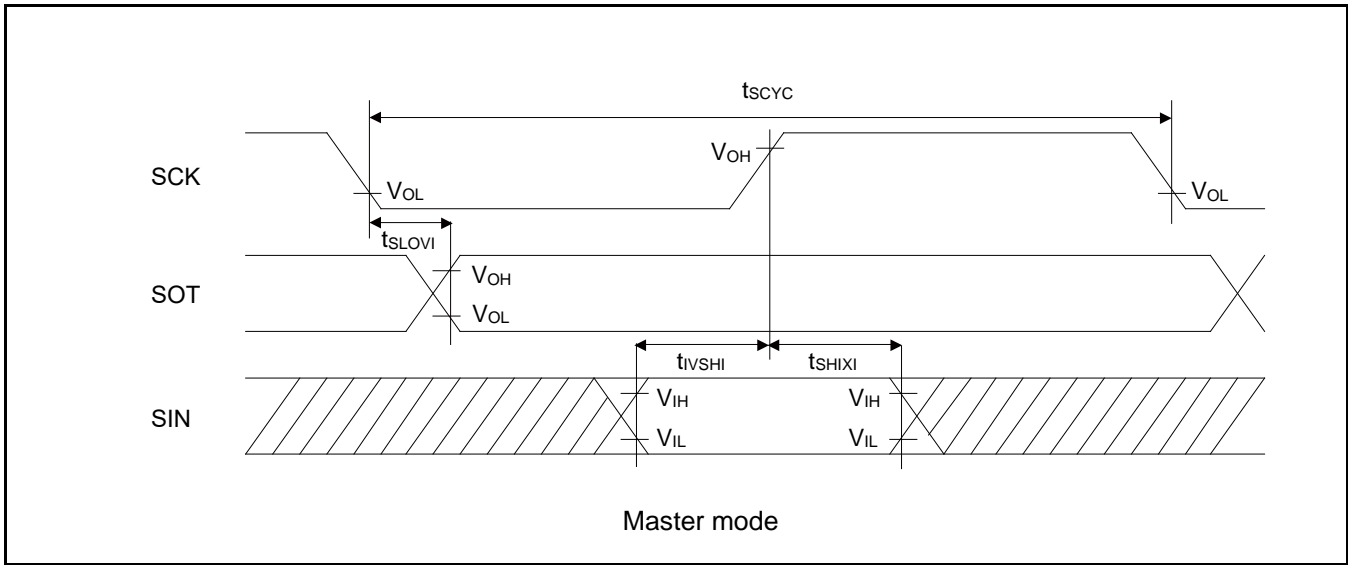 tSCYC
SCK
VOH
VOL
VOL
tSLOVI
SOT
VOH
VOL
tIVSHI
tSHIXI
SIN
VIH
VIH
VIL
VIL
Master mode